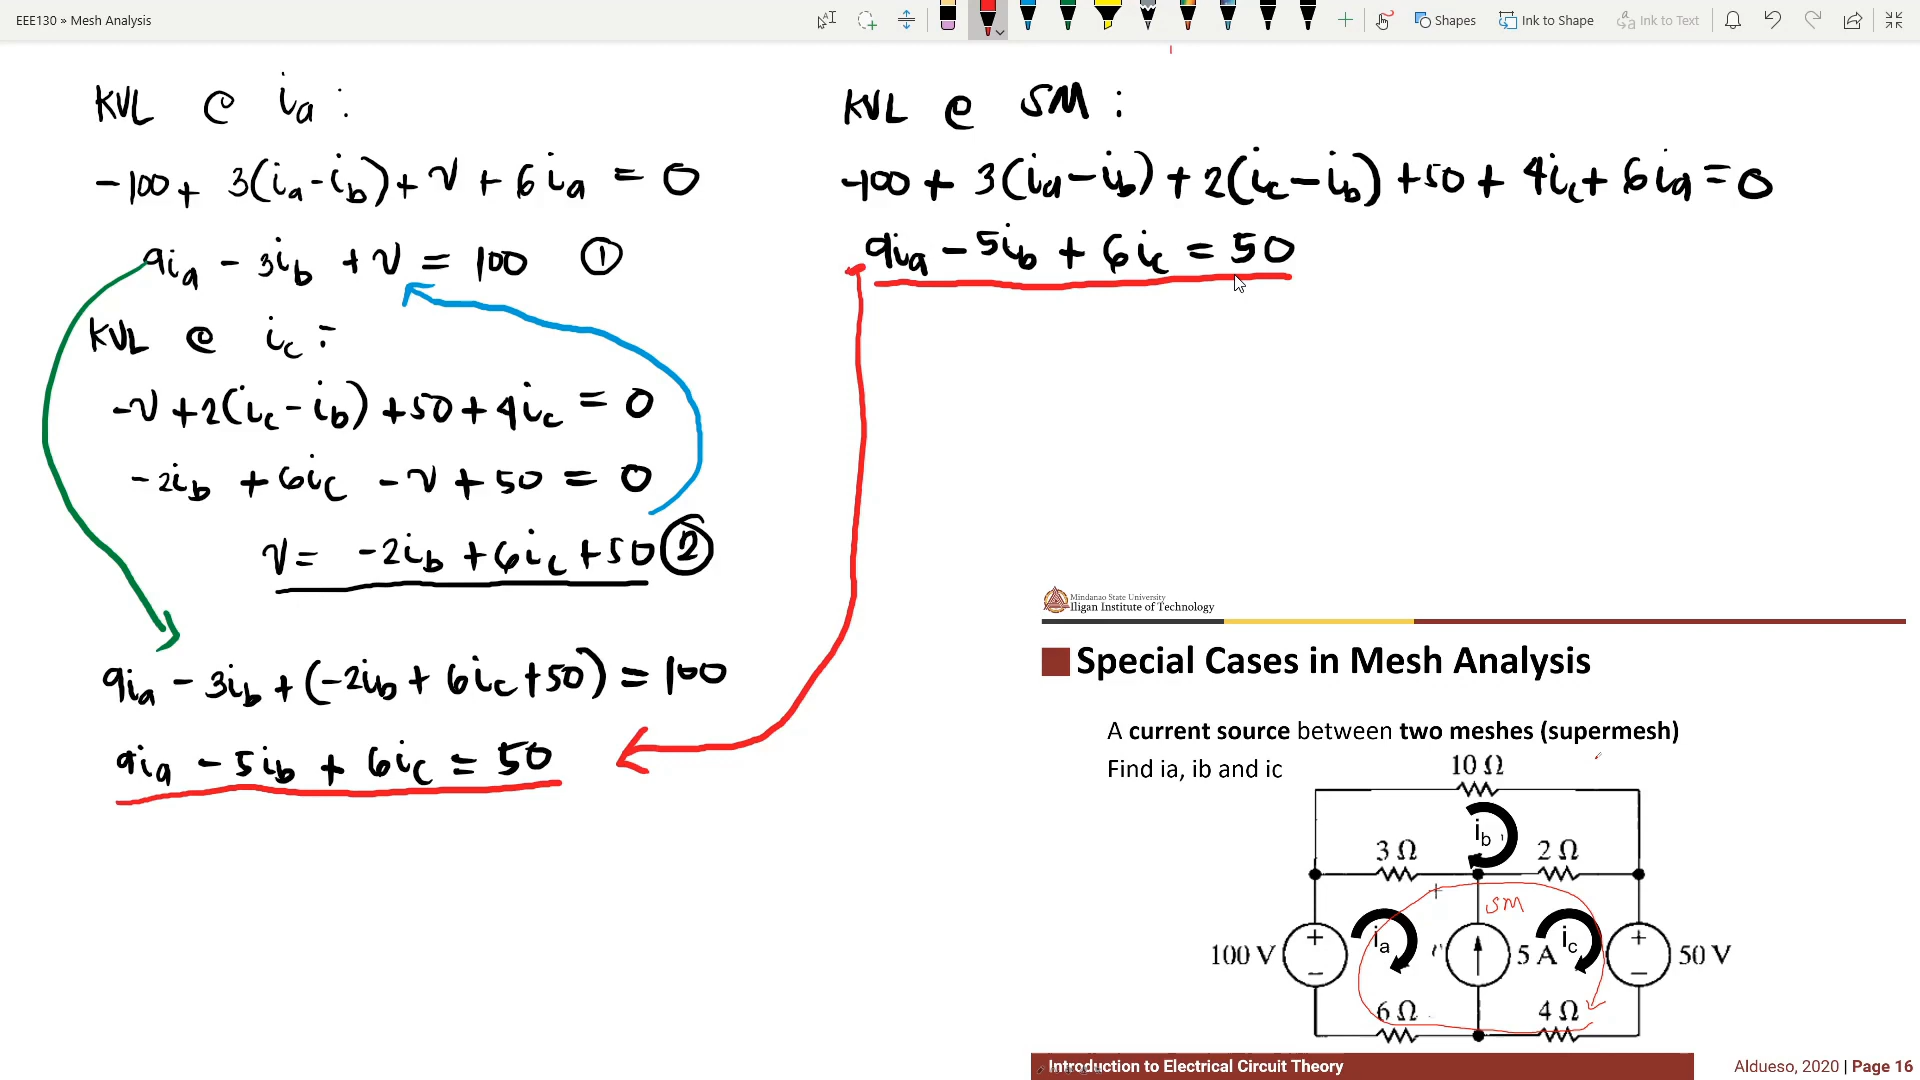 EEE130 » Mesh Analysis
Shapes
Ink to Shape
Ink to Text
KVL @ ia :
-100 + 3(ia - ib) + v + 6ia = 0
9ia - 3ib + v = 100 ①
KVL @ ic :
-v + 2(ic - ib) + 50 + 4ic = 0
-2ib + 6ic - v + 50 = 0
v = -2ib + 6ic + 50 ②
9ia - 3ib + (-2ib + 6ic + 50) = 100
9ia - 5ib + 6ic = 50
KVL @ SM :
-100 + 3(ia - ib) + 2(ic - ib) + 50 + 4ic + 6ia = 0
9ia - 5ib + 6ic = 50
Mindanao State University
Iligan Institute of Technology
Special Cases in Mesh Analysis
A current source between two meshes (supermesh)
Find ia, ib and ic
10 Ω
ib
3 Ω
2 Ω
SM
100 V
+
−
ia
+
5 A
ic
+
−
50 V
6 Ω
4 Ω
Introduction to Electrical Circuit Theory
Aldueso, 2020 | Page 16